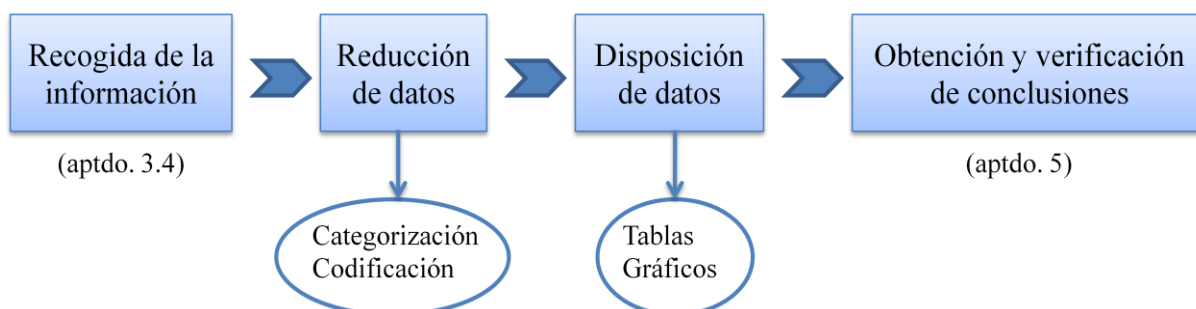 Recogida de la
información
(aptdo. 3.4)
Reducción
de datos
Categorización
Codificación
Disposición
de datos
Tablas
Gráficos
Obtención y verificación
de conclusiones
(aptdo. 5)